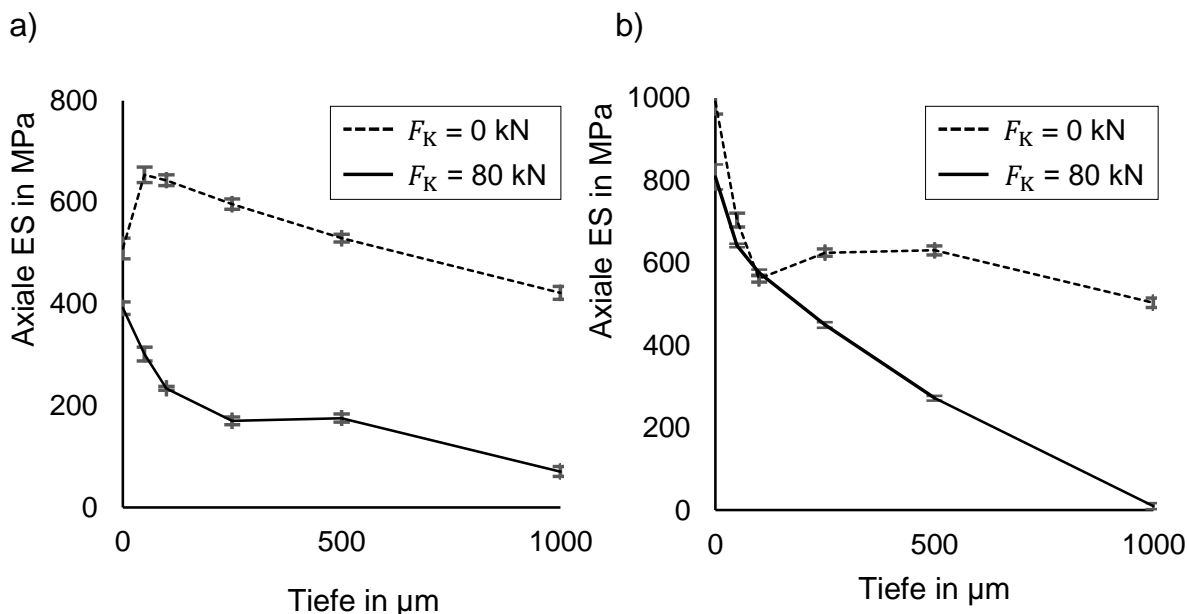 a)
800
600
400
200
0
0 500 1000
Axiale ES in MPa
Tiefe in µm
F_K = 0 kN
F_K = 80 kN
b)
1000
800
600
400
200
0
0 500 1000
Axiale ES in MPa
Tiefe in µm
F_K = 0 kN
F_K = 80 kN